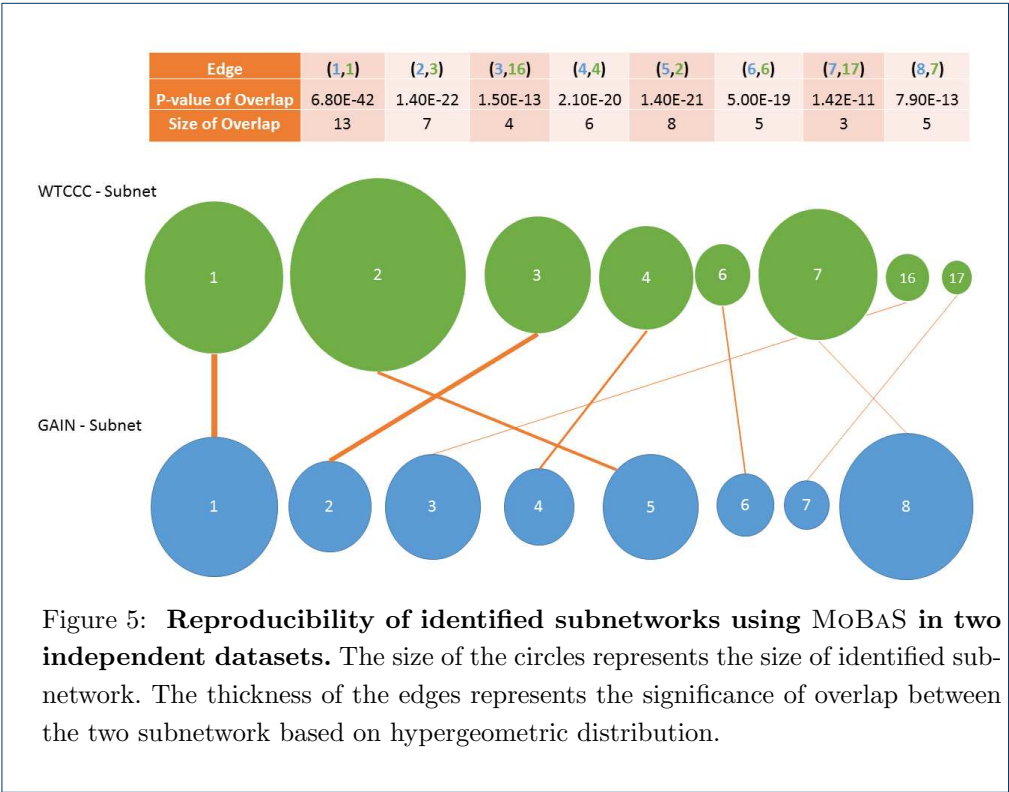 Edge (1,1) (2,3) (3,16) (4,4) (5,2) (6,6) (7,17) (8,7)
P-value of Overlap 6.80E-42 1.40E-22 1.50E-13 2.10E-20 1.40E-21 5.00E-19 1.42E-11 7.90E-13
Size of Overlap 13 7 4 6 8 5 3 5
WTCCC - Subnet
1 2 3 4 6 7 16 17
GAIN - Subnet
1 2 3 4 5 6 7 8
Figure 5: Reproducibility of identified subnetworks using MOBAS in two
independent datasets. The size of the circles represents the size of identified sub-
network. The thickness of the edges represents the significance of overlap between
the two subnetwork based on hypergeometric distribution.